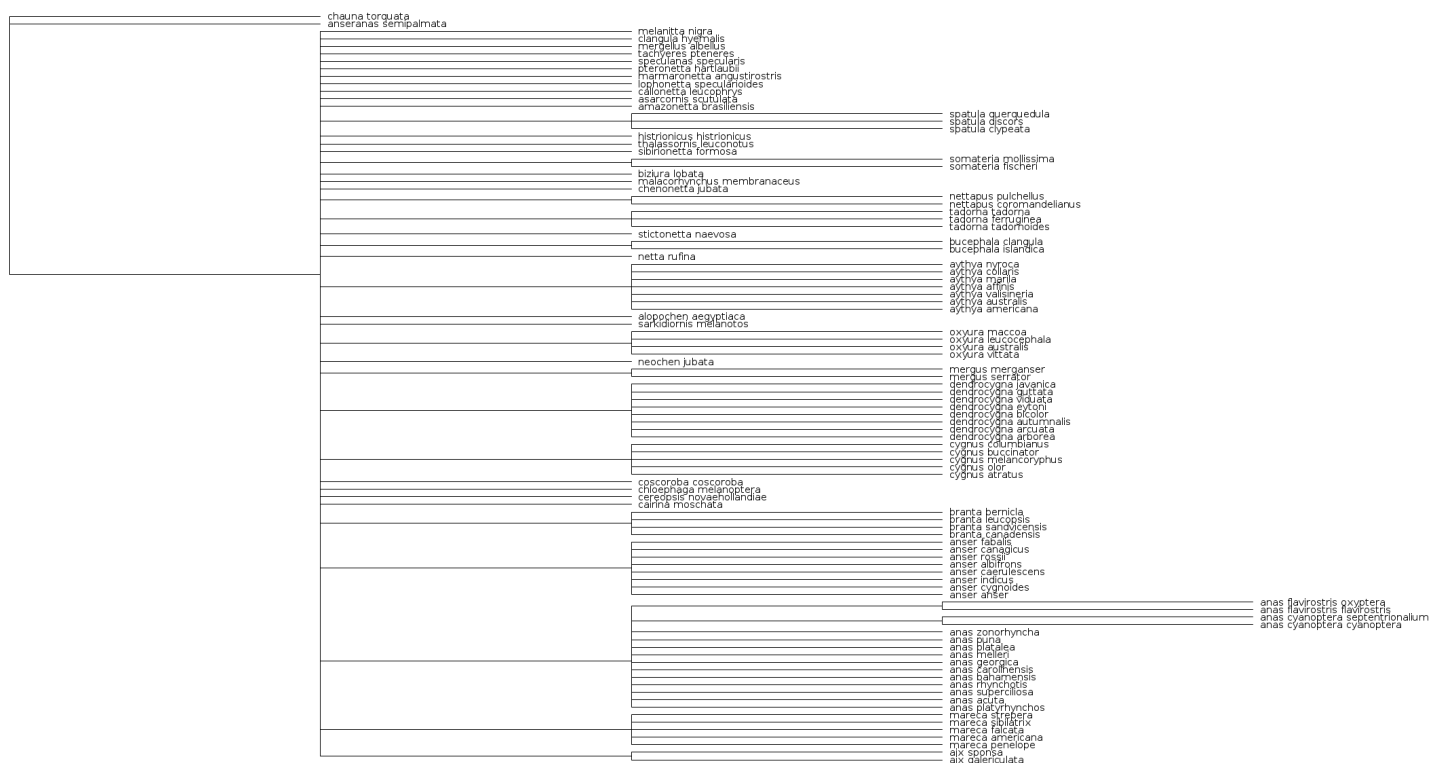 chauna torquata
anseranas semipalmata
melanitta nigra
clangula hyemalis
mergellus albellus
tachyeres pteneres
speculanas specularis
pteronetta hartlaubii
marmaronetta angustirostris
lophonetta specularioides
callonetta leucophrys
asarcornis scutulata
amazonetta brasiliensis
spatula querquedula
spatula discors
spatula clypeata
histrionicus histrionicus
thalassornis leuconotus
sibirionetta formosa
somateria mollissima
somateria fischeri
biziura lobata
malacorhynchus membranaceus
chenonetta jubata
nettapus pulchellus
nettapus coromandelianus
tadorna tadorna
tadorna ferruginea
tadorna tadornoides
stictonetta naevosa
bucephala clangula
bucephala islandica
netta rufina
aythya nyroca
aythya collaris
aythya marila
aythya affinis
aythya valisineria
aythya australis
aythya americana
alopochen aegyptiaca
sarkidiornis melanotos
oxyura maccoa
oxyura leucocephala
oxyura australis
oxyura vittata
neochen jubata
mergus merganser
mergus serrator
dendrocygna javanica
dendrocygna guttata
dendrocygna viduata
dendrocygna eytoni
dendrocygna bicolor
dendrocygna autumnalis
dendrocygna arcuata
dendrocygna arborea
cygnus columbianus
cygnus buccinator
cygnus melancoryphus
cygnus olor
cygnus atratus
coscoroba coscoroba
chloephaga melanoptera
cereopsis novaehollandiae
cairina moschata
branta bernicla
branta leucopsis
branta sandvicensis
branta canadensis
anser fabalis
anser canagicus
anser rossii
anser albifrons
anser caerulescens
anser indicus
anser cygnoides
anser anser
anas flavirostris oxyptera
anas flavirostris flavirostris
anas cyanoptera septentrionalium
anas cyanoptera cyanoptera
anas zonorhyncha
anas puna
anas platalea
anas melleri
anas georgica
anas carolinensis
anas bahamensis
anas rhynchotis
anas superciliosa
anas acuta
anas platyrhynchos
mareca strepera
mareca sibilatrix
mareca falcata
mareca americana
mareca penelope
aix sponsa
aix galericulata